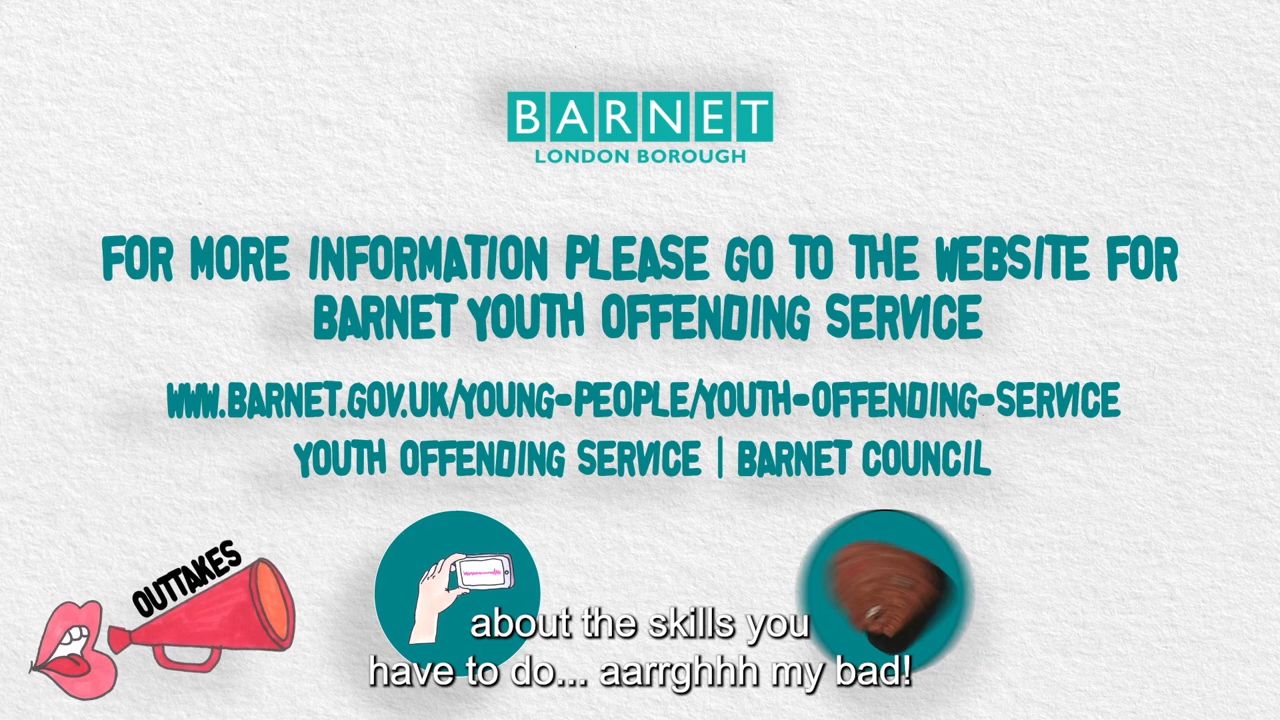 BARNET
LONDON BOROUGH
FOR MORE INFORMATION PLEASE GO TO THE WEBSITE FOR
BARNET YOUTH OFFENDING SERVICE
WWW.BARNET.GOV.UK/YOUNG-PEOPLE/YOUTH-OFFENDING-SERVICE
YOUTH OFFENDING SERVICE | BARNET COUNCIL
OUTTAKES
about the skills you
have to do... aarrghhh my bad!